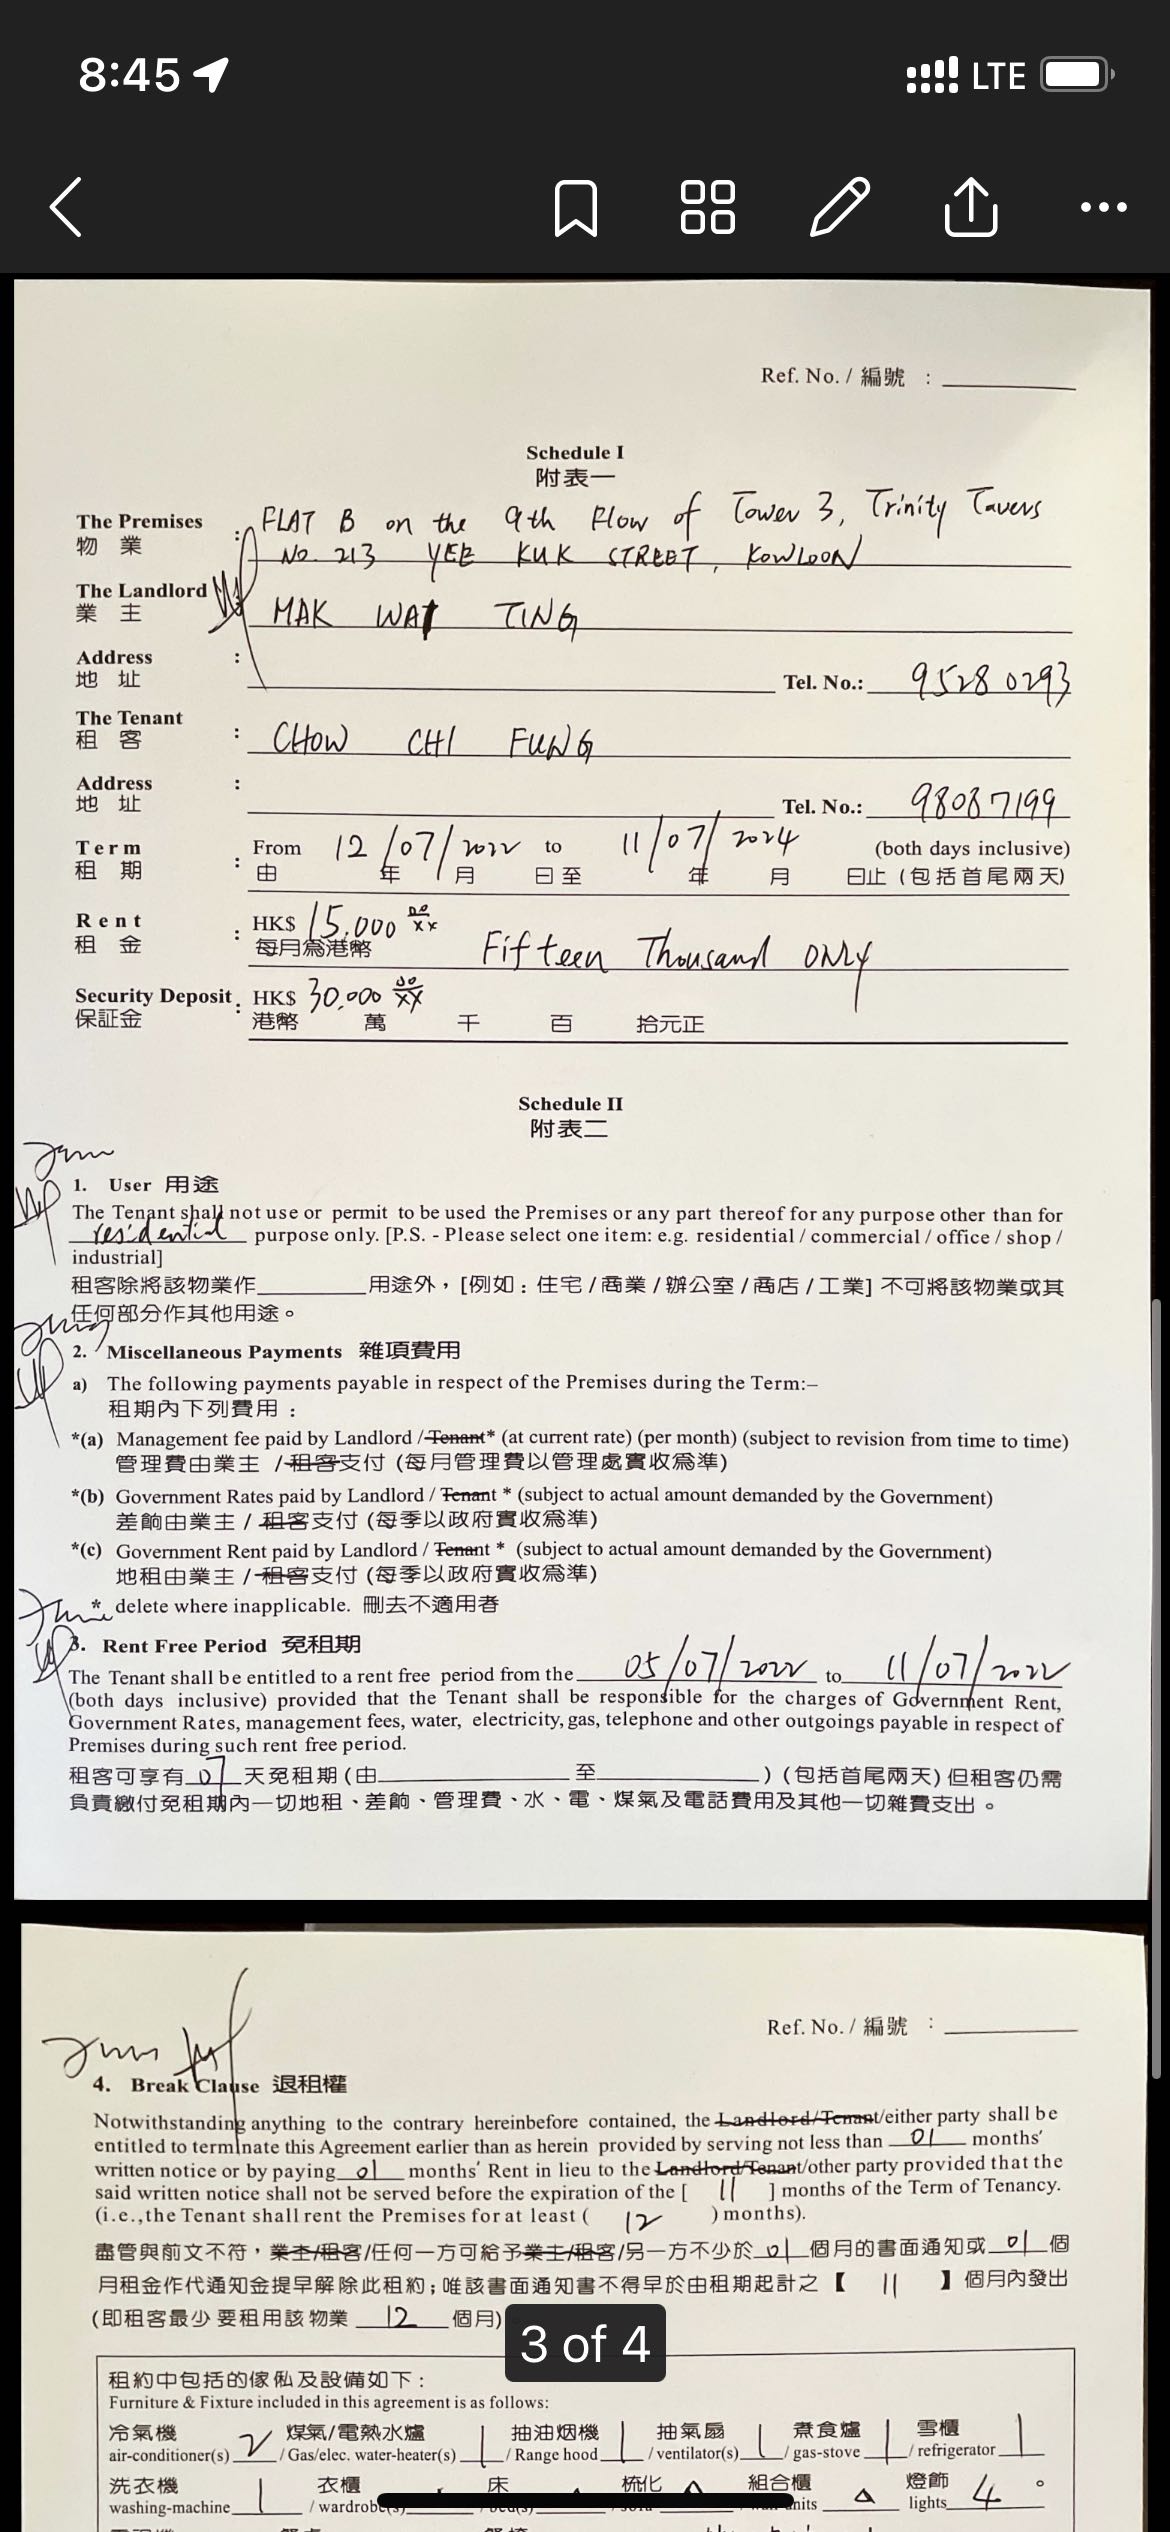 8:45
LTE
Ref. No. / 編號 :
Schedule I
附表一
The Premises : FLAT B on the 9th Flow of Tower 3, Trinity Tavers
物 業 No. 213 YEE KUK STREET, KOWLOON
The Landlord MAK WAI TING
業 主
Address :
地 址 Tel. No.: 9528 0293
The Tenant
租 客 : CHOW CHI FUNG
Address :
地 址 Tel. No.: 98087199
Term : From 12/07/2022 to 11/07/2024 (both days inclusive)
租 期 由 年 月 日至 年 月 日止 (包括首尾兩天)
Rent : HK$ 15,000 00/xx
租 金 每月為港幣 Fifteen Thousand ONLY
Security Deposit : HK$ 30,000 00/xx
保証金 港幣 萬 千 百 拾元正
Schedule II
附表二
1. User 用途
The Tenant shall not use or permit to be used the Premises or any part thereof for any purpose other than for
residential purpose only. [P.S. - Please select one item: e.g. residential / commercial / office / shop /
industrial]
租客除將該物業作 用途外，[例如 : 住宅 / 商業 / 辦公室 / 商店 / 工業] 不可將該物業或其
任何部分作其他用途。
2. Miscellaneous Payments 雜項費用
a) The following payments payable in respect of the Premises during the Term:–
租期內下列費用 :
*(a) Management fee paid by Landlord / Tenant* (at current rate) (per month) (subject to revision from time to time)
管理費由業主 / 租客支付 (每月管理費以管理處實收為準)
*(b) Government Rates paid by Landlord / Tenant * (subject to actual amount demanded by the Government)
差餉由業主 / 租客支付 (每季以政府實收為準)
*(c) Government Rent paid by Landlord / Tenant * (subject to actual amount demanded by the Government)
地租由業主 / 租客支付 (每季以政府實收為準)
* delete where inapplicable. 刪去不適用者
3. Rent Free Period 免租期
The Tenant shall be entitled to a rent free period from the 05/07/2022 to 11/07/2022
(both days inclusive) provided that the Tenant shall be responsible for the charges of Government Rent,
Government Rates, management fees, water, electricity, gas, telephone and other outgoings payable in respect of
Premises during such rent free period.
租客可享有 07 天免租期 (由 至 ) (包括首尾兩天) 但租客仍需
負責繳付免租期內一切地租、差餉、管理費、水、電、煤氣及電話費用及其他一切雜費支出。
Ref. No. / 編號 :
4. Break Clause 退租權
Notwithstanding anything to the contrary hereinbefore contained, the Landlord/Tenant/either party shall be
entitled to terminate this Agreement earlier than as herein provided by serving not less than 01 months'
written notice or by paying 01 months' Rent in lieu to the Landlord/Tenant/other party provided that the
said written notice shall not be served before the expiration of the [ 11 ] months of the Term of Tenancy.
(i.e.,the Tenant shall rent the Premises for at least ( 12 ) months).
盡管與前文不符，業主/租客/任何一方可給予業主/租客/另一方不少於 01 個月的書面通知或 01 個
月租金作代通知金提早解除此租約；唯該書面通知書不得早於由租期起計之【 11 】個月內發出
(即租客最少要租用該物業 12 個月)
3 of 4
租約中包括的傢俬及設備如下 :
Furniture & Fixture included in this agreement is as follows:
冷氣機 煤氣/電熱水爐 抽油烟機 抽氣扇 煮食爐 雪櫃
air-conditioner(s) 2 / Gas/elec. water-heater(s) 1 / Range hood 1 / ventilator(s) 1 / gas-stove 1 / refrigerator 1
洗衣機 衣櫃 床 梳化 組合櫃 燈飾
washing-machine 1 / wardrobe(s) lights 4